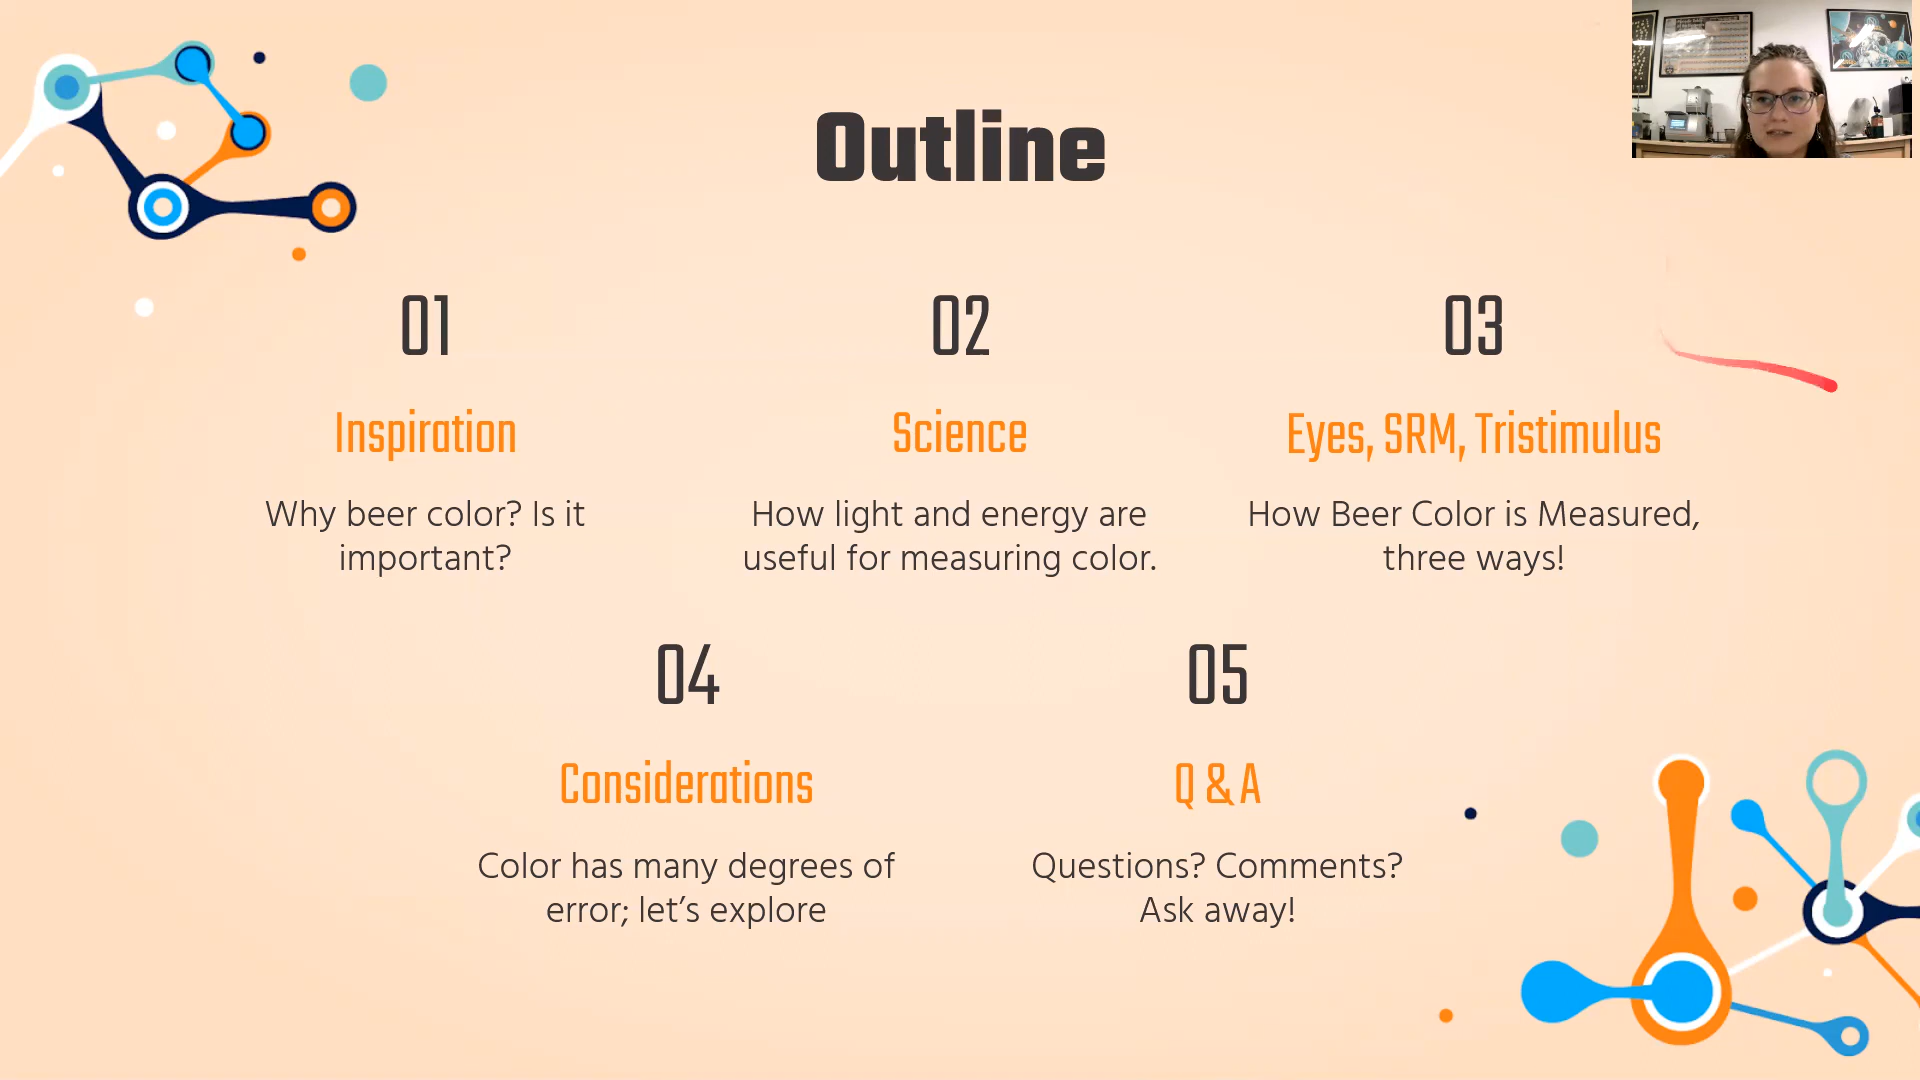 Outline
01
Inspiration
Why beer color? Is it
important?
02
Science
How light and energy are
useful for measuring color.
03
Eyes, SRM, Tristimulus
How Beer Color is Measured,
three ways!
04
Considerations
Color has many degrees of
error; let’s explore
05
Q & A
Questions? Comments?
Ask away!